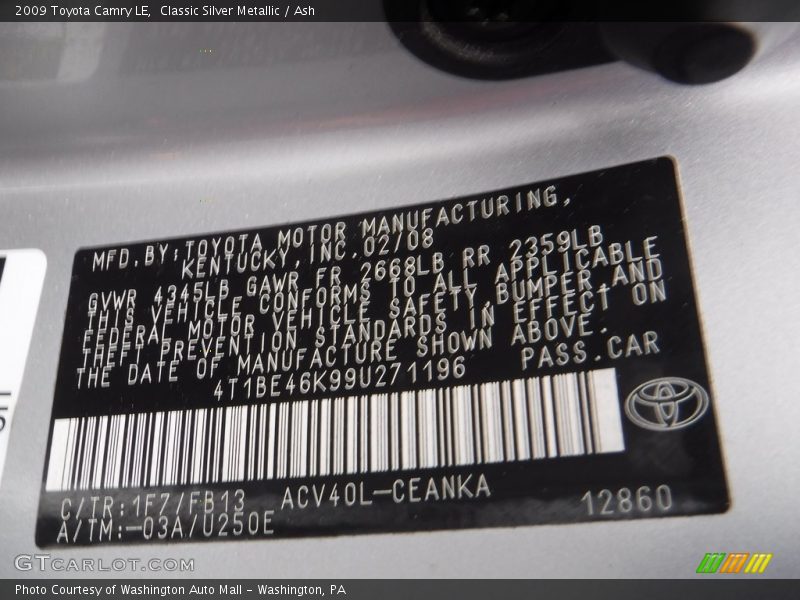 2009 Toyota Camry LE, Classic Silver Metallic / Ash
MFD.BY:TOYOTA MOTOR MANUFACTURING,
KENTUCKY, INC.02/08
GVWR 4345LB GAWR FR 2668LB RR 2359LB
THIS VEHICLE CONFORMS TO ALL APPLICABLE
FEDERAL MOTOR VEHICLE SAFETY,BUMPER,AND
THEFT PREVENTION STANDARDS IN EFFECT ON
THE DATE OF MANUFACTURE SHOWN ABOVE.
4T1BE46K99U271196 PASS.CAR
C/TR:1F7/FB13 ACV40L-CEANKA
A/TM:-03A/U250E 12860
GTCARLOT.COM
Photo Courtesy of Washington Auto Mall - Washington, PA